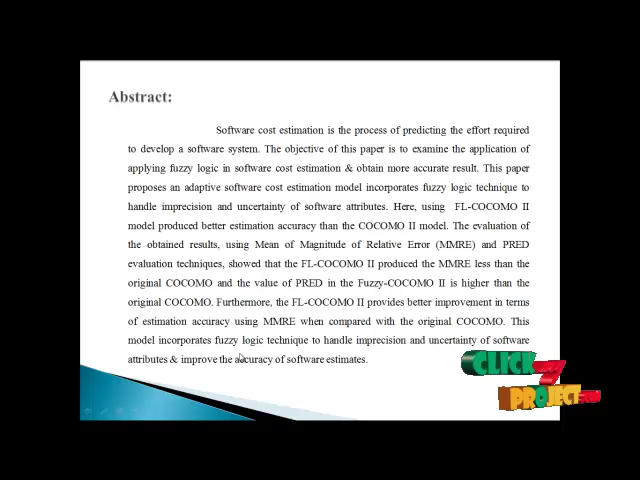 Abstract:
Software cost estimation is the process of predicting the effort required
to develop a software system. The objective of this paper is to examine the application of
applying fuzzy logic in software cost estimation & obtain more accurate result. This paper
proposes an adaptive software cost estimation model incorporates fuzzy logic technique to
handle imprecision and uncertainty of software attributes. Here, using FL-COCOMO II
model produced better estimation accuracy than the COCOMO II model. The evaluation of
the obtained results, using Mean of Magnitude of Relative Error (MMRE) and PRED
evaluation techniques, showed that the FL-COCOMO II produced the MMRE less than the
original COCOMO and the value of PRED in the Fuzzy-COCOMO II is higher than the
original COCOMO. Furthermore, the FL-COCOMO II provides better improvement in terms
of estimation accuracy using MMRE when compared with the original COCOMO. This
model incorporates fuzzy logic technique to handle imprecision and uncertainty of software
attributes & improve the accuracy of software estimates.
CLICK
PROJECT